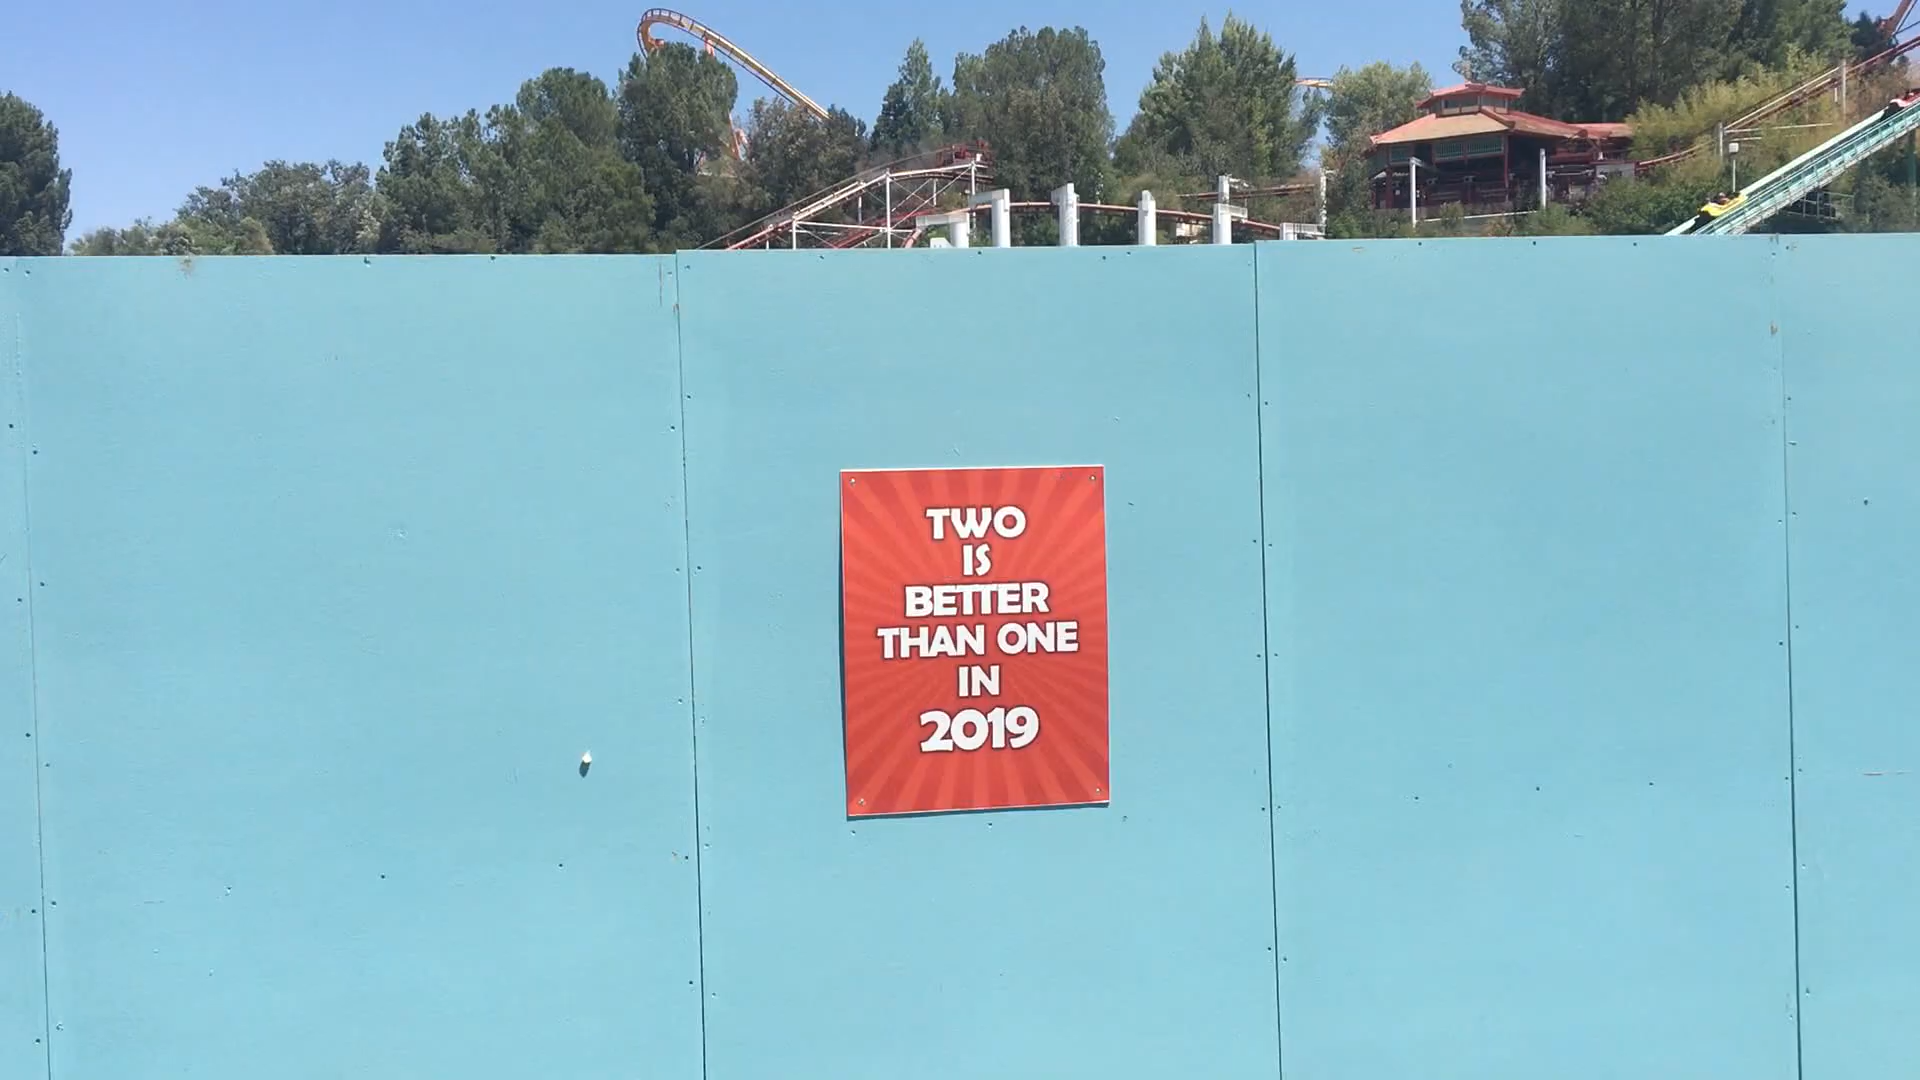 TWO
IS
BETTER
THAN ONE
IN
2019